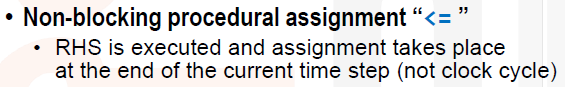 • Non-blocking procedural assignment “<= ”
• RHS is executed and assignment takes place
at the end of the current time step (not clock cycle)